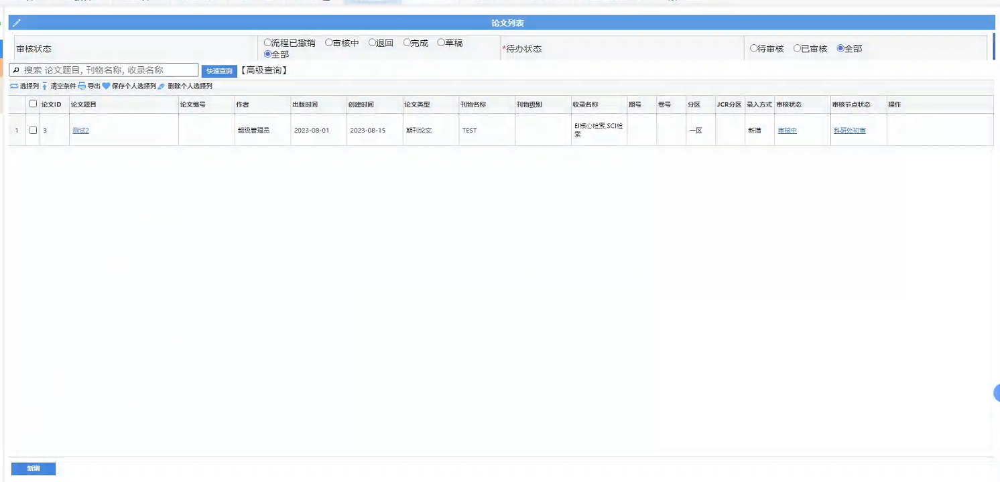 论文列表
审核状态 流程已撤销 审核中 退回 完成 草稿 全部 *待办状态 待审核 已审核 全部
搜索 论文题目, 刊物名称, 收录名称 快速查询 【高级查询】
选择列 清空条件 导出 保存个人选择列 删除个人选择列
论文ID 论文题目 论文编号 作者 出版时间 创建时间 论文类型 刊物名称 刊物级别 收录名称 期号 卷号 分区 JCR分区 录入方式 审核状态 审核节点状态 操作
1 3 测试2 超级管理员 2023-08-01 2023-08-15 期刊论文 TEST EI核心检索,SCI检索 一区 新增 审核中 科研处初审
新增